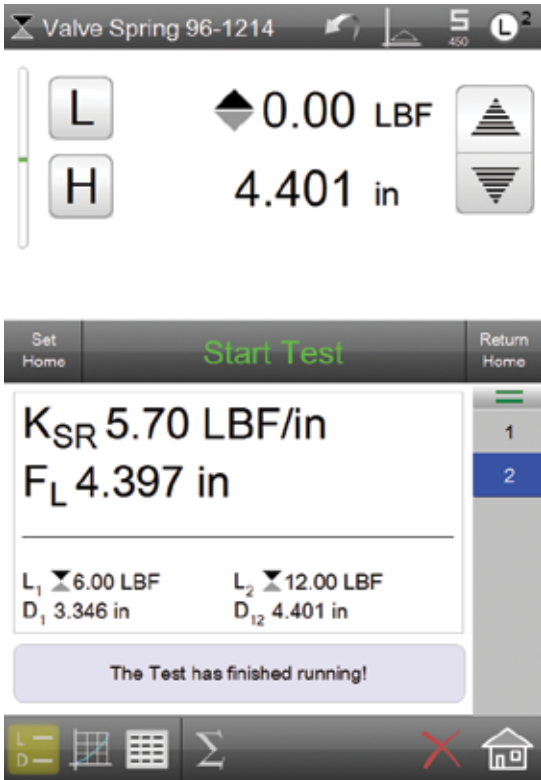 Valve Spring 96-1214 5 450 L2
L 0.00 LBF
H 4.401 in
Set Home Start Test Return Home
KSR 5.70 LBF/in
1
FL 4.397 in
2
L1 6.00 LBF L2 12.00 LBF
D1 3.346 in D12 4.401 in
The Test has finished running!
L
D
Σ